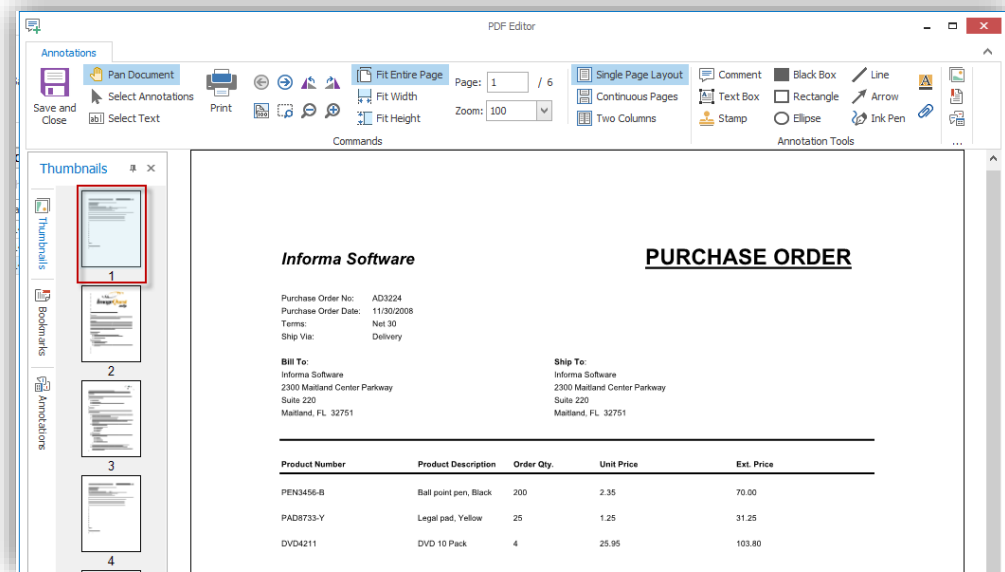 PDF Editor
Annotations
Save and Close
Pan Document
Select Annotations
Select Text
Print
Fit Entire Page
Fit Width
Fit Height
Page: 1 / 6
Zoom: 100
Single Page Layout
Continuous Pages
Two Columns
Comment
Text Box
Stamp
Black Box
Rectangle
Ellipse
Line
Arrow
Ink Pen
Commands
Annotation Tools
...
Thumbnails
Thumbnails
Bookmarks
Annotations
1
2
3
4
Informa Software
PURCHASE ORDER
Purchase Order No: AD3224
Purchase Order Date: 11/30/2008
Terms: Net 30
Ship Via: Delivery
Bill To:
Informa Software
2300 Maitland Center Parkway
Suite 220
Maitland, FL 32751
Ship To:
Informa Software
2300 Maitland Center Parkway
Suite 220
Maitland, FL 32751
Product Number Product Description Order Qty. Unit Price Ext. Price
PEN3456-B Ball point pen, Black 200 2.35 70.00
PAD8733-Y Legal pad, Yellow 25 1.25 31.25
DVD4211 DVD 10 Pack 4 25.95 103.80